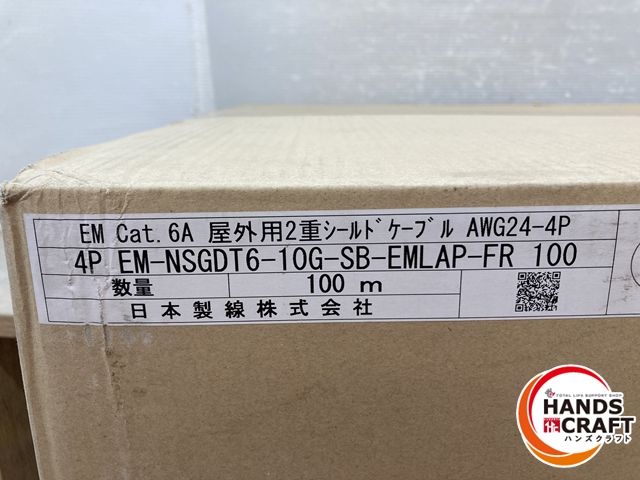 EM Cat.6A 屋外用2重ｼｰﾙﾄﾞｹｰﾌﾞﾙ AWG24-4P
4P EM-NSGDT6-10G-SB-EMLAP-FR 100
数量 100 m
日本製線株式会社
TOTAL LIFE SUPPORT SHOP
HANDS
CRAFT
ハンズクラフト